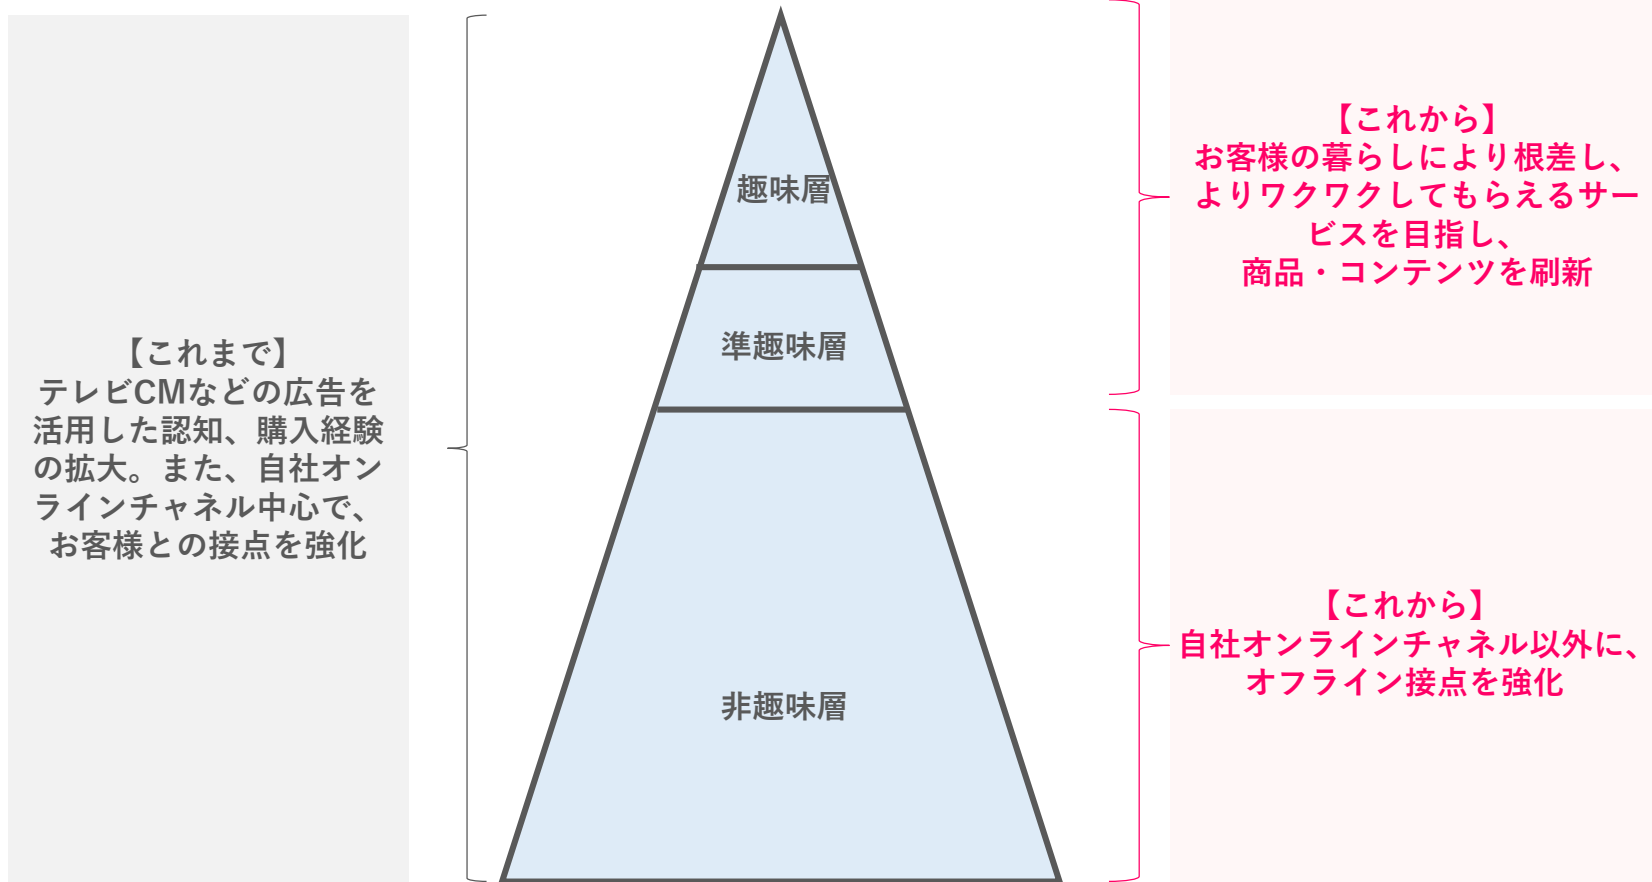 【これまで】
テレビCMなどの広告を
活用した認知、購入経験
の拡大。また、自社オン
ラインチャネル中心で、
お客様との接点を強化
趣味層
準趣味層
非趣味層
【これから】
お客様の暮らしにより根差し、
よりワクワクしてもらえるサー
ビスを目指し、
商品・コンテンツを刷新
【これから】
自社オンラインチャネル以外に、
オフライン接点を強化